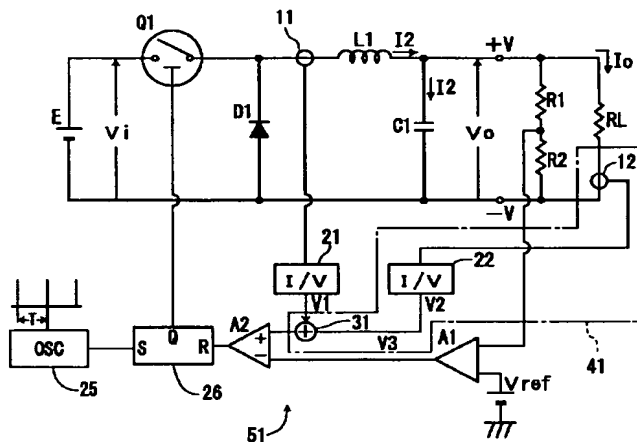 Q1
11
L1
I2
+V
Io
I2
E
Vi
D1
C1
Vo
R1
R2
RL
12
-V
21
22
I/V
I/V
V1
V2
T
A2
+
31
V3
A1
41
OSC
S
Q
R
+
-
25
26
Vref
51